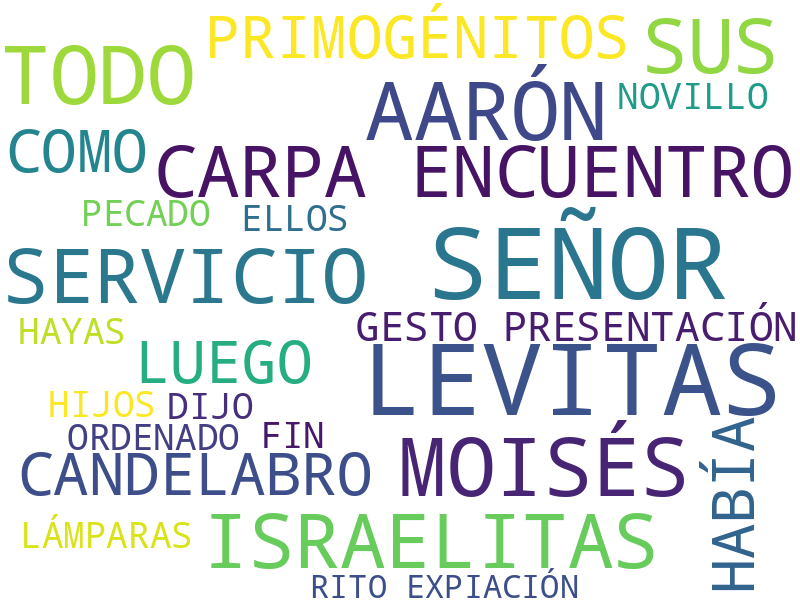 PRIMOGÉNITOS
SUS
TODO
AARÓN
NOVILLO
COMO
CARPA ENCUENTRO
PECADO
ELLOS
SEÑOR
SERVICIO
GESTO PRESENTACIÓN
HAYAS
LUEGO
LEVITAS
HIJOS
DIJO
ORDENADO
FIN
HABÍA
MOISÉS
CANDELABRO
ISRAELITAS
LÁMPARAS
RITO EXPIACIÓN